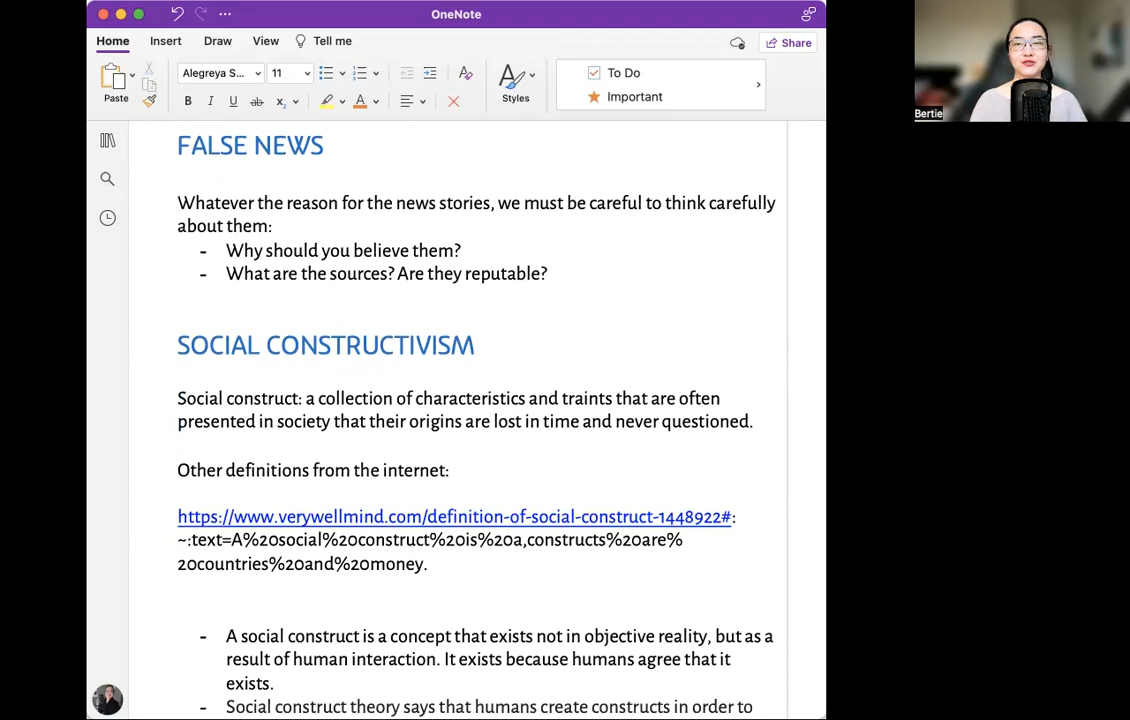 OneNote
Home Insert Draw View Tell me
Share
Paste
Alegreya S... 11
B I U ab x₂ A
Styles
To Do
Important
Bertie
FALSE NEWS
Whatever the reason for the news stories, we must be careful to think carefully
about them:
- Why should you believe them?
- What are the sources? Are they reputable?
SOCIAL CONSTRUCTIVISM
Social construct: a collection of characteristics and traints that are often
presented in society that their origins are lost in time and never questioned.
Other definitions from the internet:
https://www.verywellmind.com/definition-of-social-construct-1448922#:
~:text=A%20social%20construct%20is%20a,constructs%20are%
20countries%20and%20money.
- A social construct is a concept that exists not in objective reality, but as a
result of human interaction. It exists because humans agree that it
exists.
- Social construct theory says that humans create constructs in order to